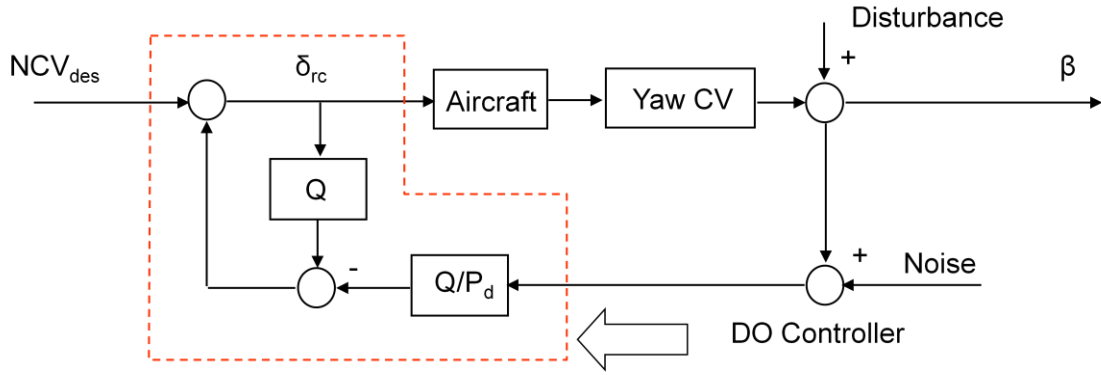 Disturbance
NCVdes
δrc
+
β
Aircraft
Yaw CV
Q
+
-
Q/Pd
Noise
DO Controller